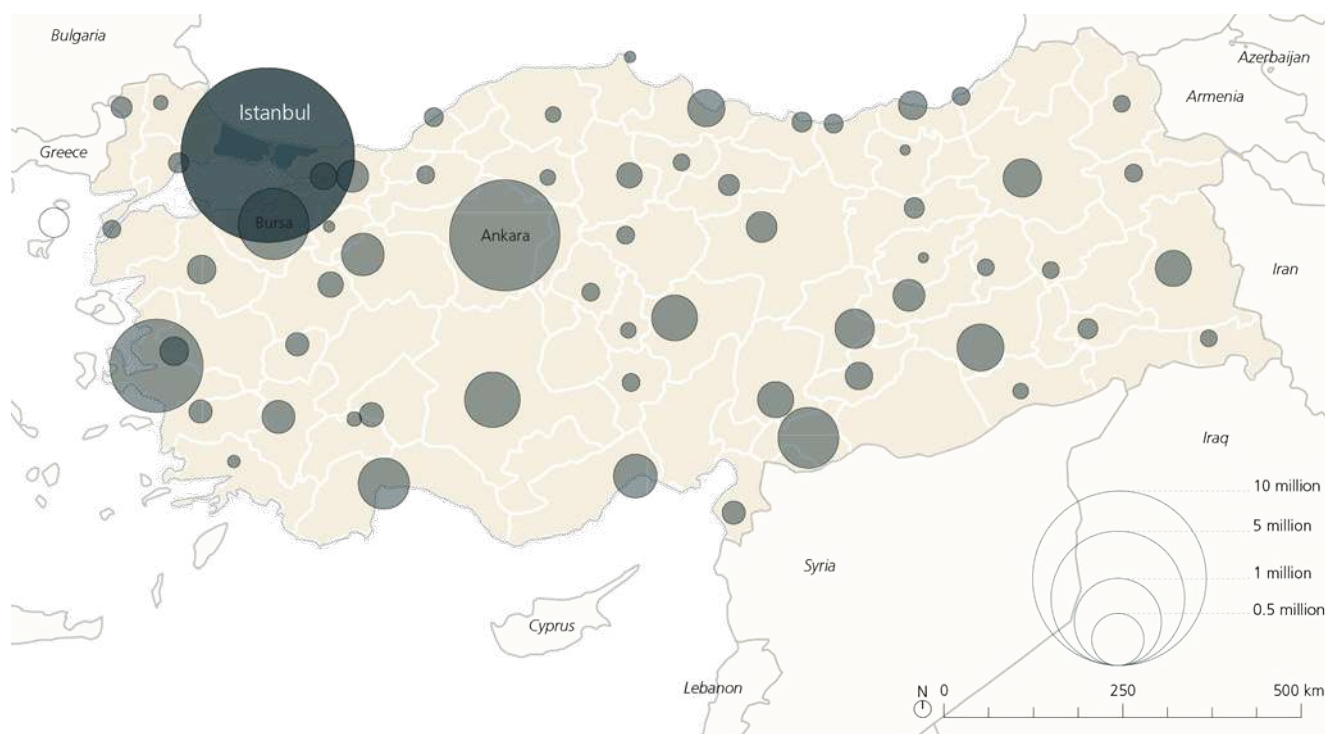 Bulgaria
Azerbaijan
Armenia
Istanbul
Greece
Bursa
Ankara
Iran
Iraq
10 million
5 million
Syria
1 million
0.5 million
Cyprus
Lebanon
N 0 250 500 km